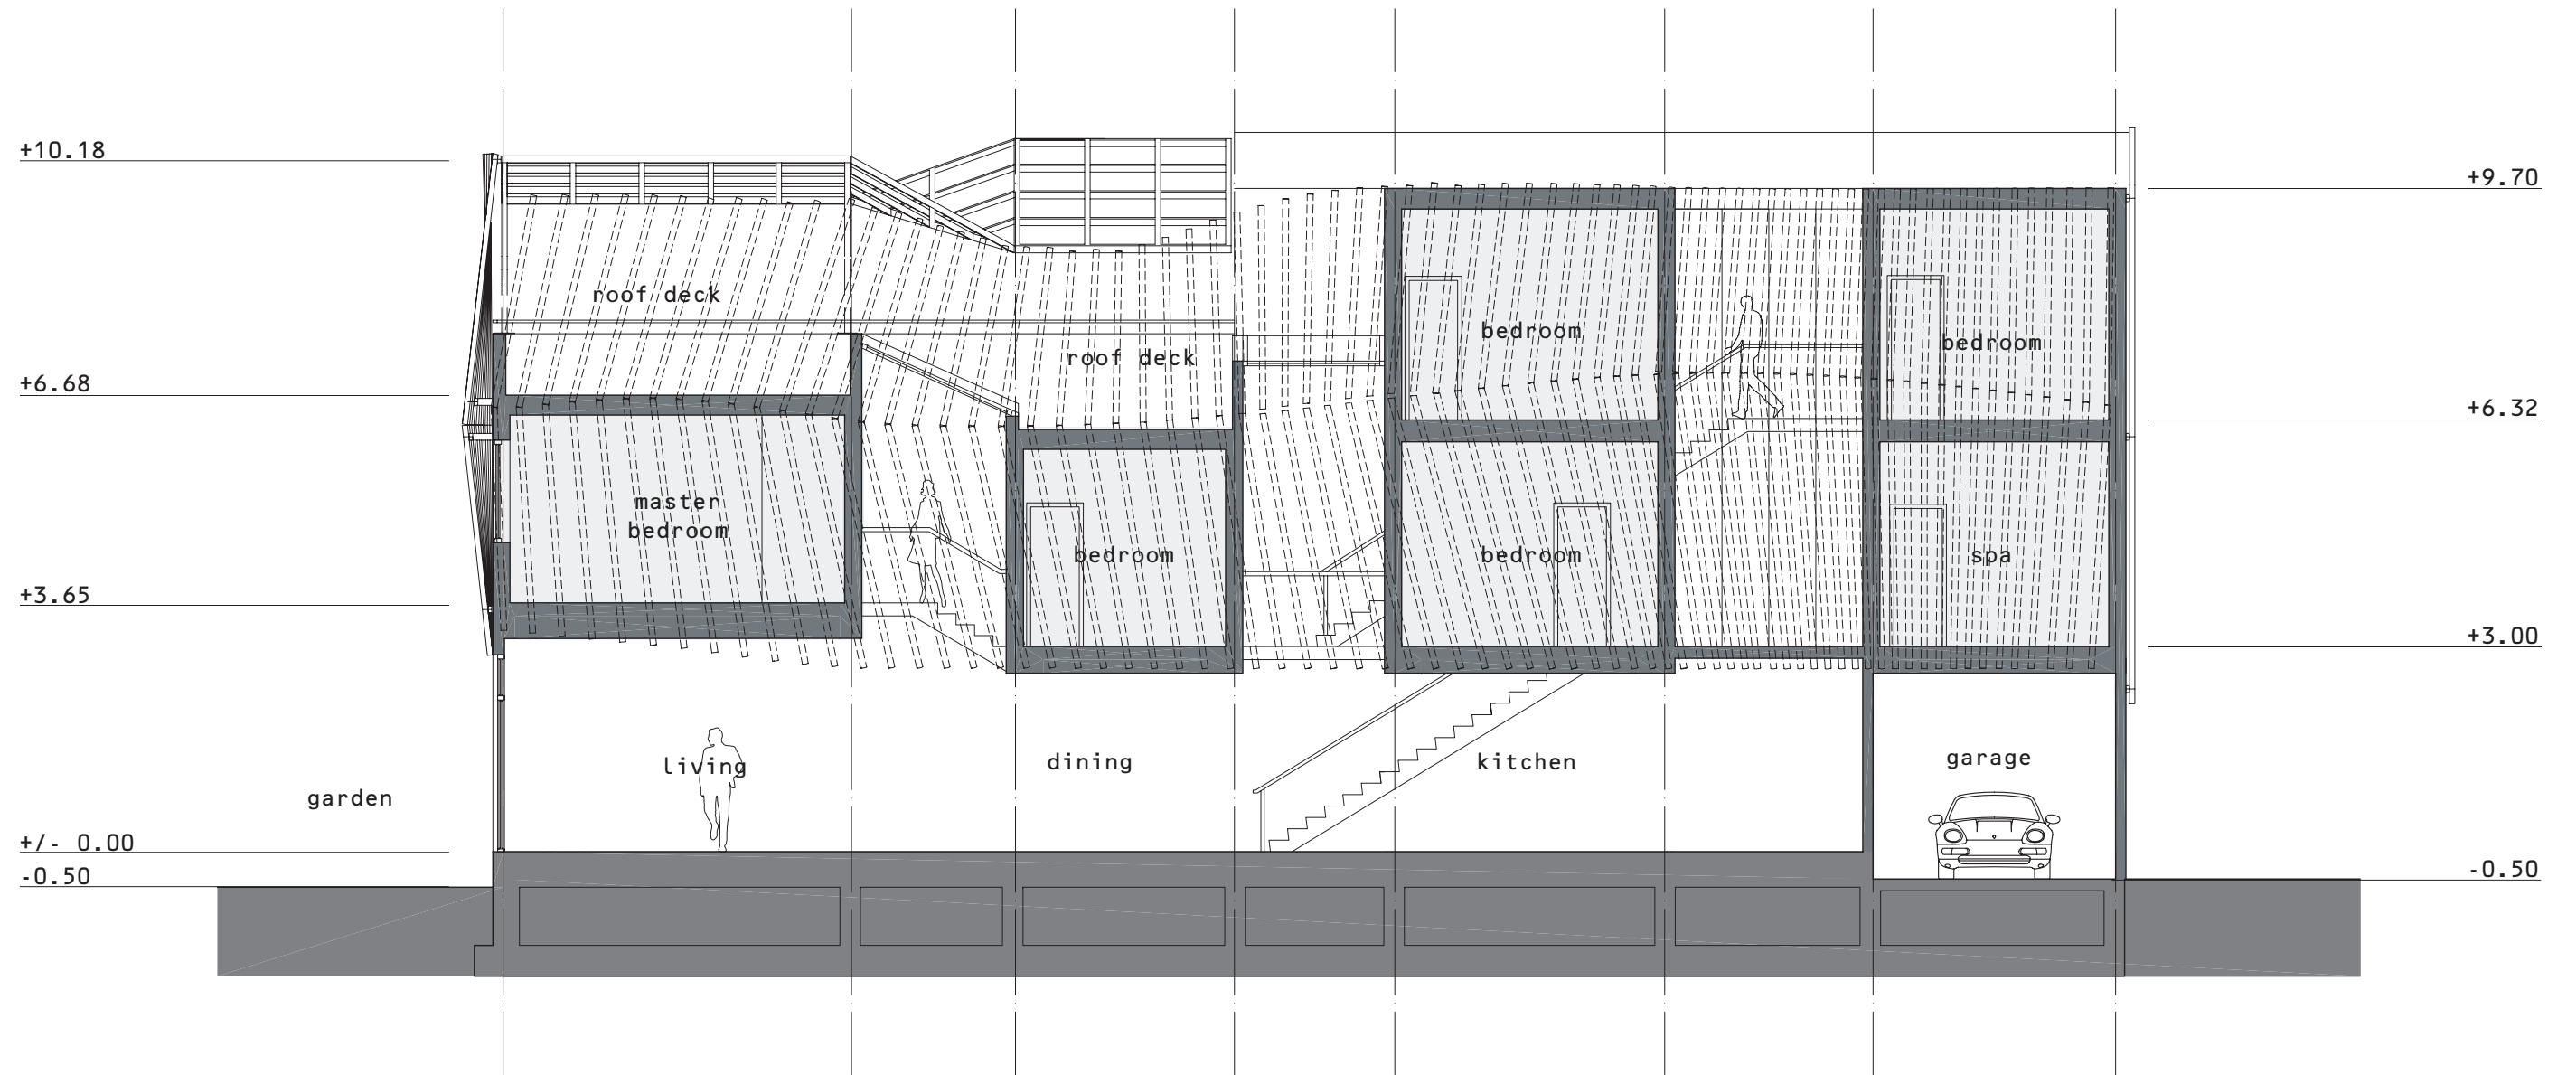 +10.18
+9.70
roof deck
bedroom
bedroom
roof deck
+6.68
+6.32
master
bedroom
bedroom
bedroom
spa
+3.65
+3.00
living
dining
kitchen
garage
garden
+/- 0.00
-0.50
-0.50